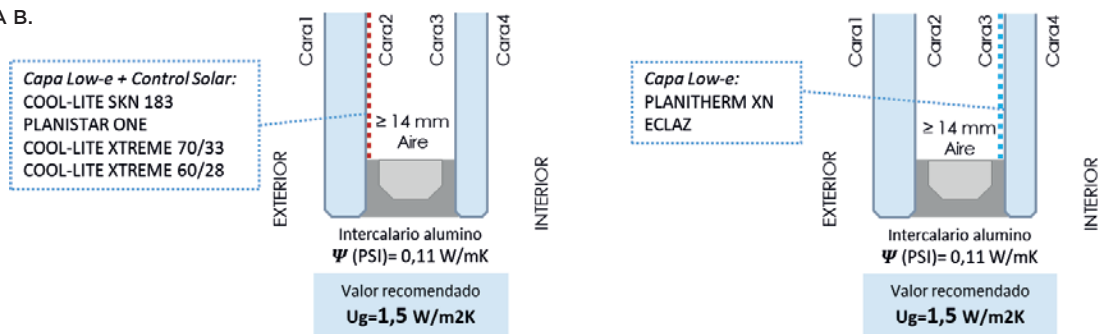 A B.
Cara1
Cara2
Cara3
Cara4
Capa Low-e + Control Solar:
COOL-LITE SKN 183
PLANISTAR ONE
COOL-LITE XTREME 70/33
COOL-LITE XTREME 60/28
≥ 14 mm
Aire
EXTERIOR
INTERIOR
Intercalario alumino
Ψ (PSI)= 0,11 W/mK
Valor recomendado
Ug=1,5 W/m2K
Cara1
Cara2
Cara3
Cara4
Capa Low-e:
PLANITHERM XN
ECLAZ
≥ 14 mm
Aire
EXTERIOR
INTERIOR
Intercalario alumino
Ψ (PSI)= 0,11 W/mK
Valor recomendado
Ug=1,5 W/m2K